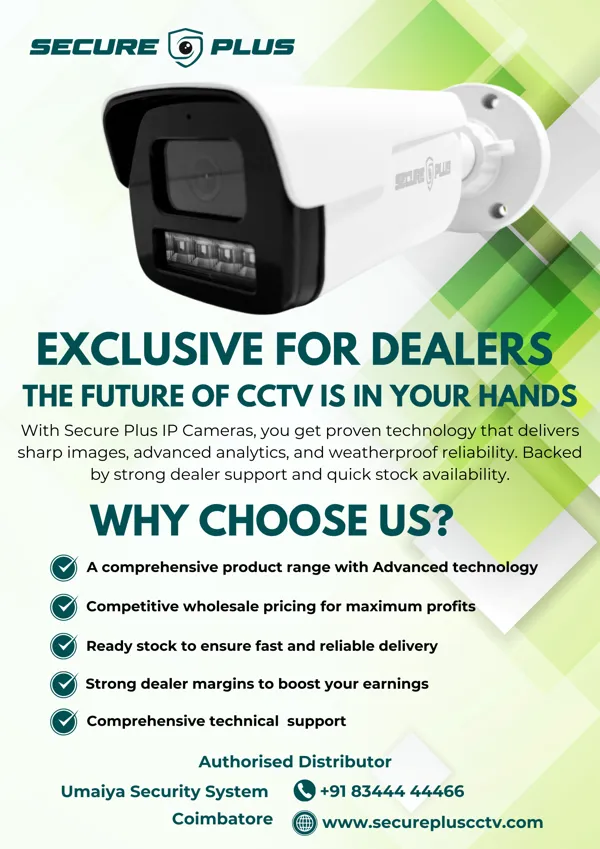 SECURE PLUS
SECURE PLUS
EXCLUSIVE FOR DEALERS
THE FUTURE OF CCTV IS IN YOUR HANDS
With Secure Plus IP Cameras, you get proven technology that delivers
sharp images, advanced analytics, and weatherproof reliability. Backed
by strong dealer support and quick stock availability.
WHY CHOOSE US?
A comprehensive product range with Advanced technology
Competitive wholesale pricing for maximum profits
Ready stock to ensure fast and reliable delivery
Strong dealer margins to boost your earnings
Comprehensive technical support
Authorised Distributor
Umaiya Security System
Coimbatore
+91 83444 44466
www.securepluscctv.com